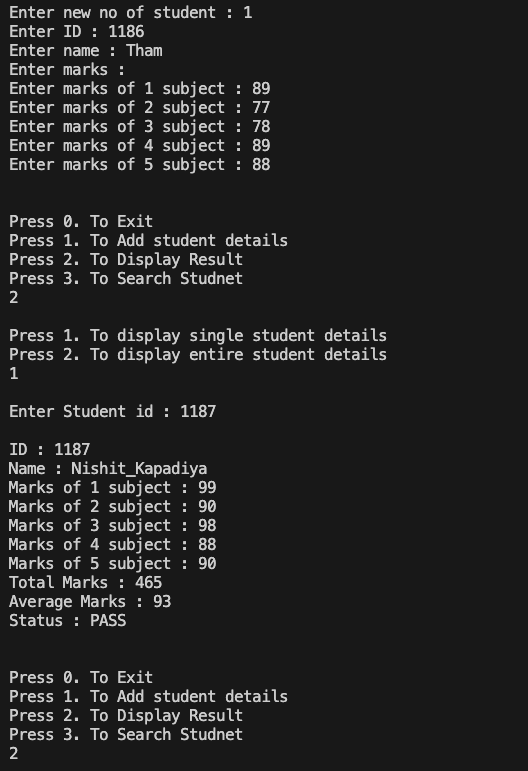 Enter new no of student : 1
Enter ID : 1186
Enter name : Tham
Enter marks :
Enter marks of 1 subject : 89
Enter marks of 2 subject : 77
Enter marks of 3 subject : 78
Enter marks of 4 subject : 89
Enter marks of 5 subject : 88
Press 0. To Exit
Press 1. To Add student details
Press 2. To Display Result
Press 3. To Search Studnet
2
Press 1. To display single student details
Press 2. To display entire student details
1
Enter Student id : 1187
ID : 1187
Name : Nishit_Kapadiya
Marks of 1 subject : 99
Marks of 2 subject : 90
Marks of 3 subject : 98
Marks of 4 subject : 88
Marks of 5 subject : 90
Total Marks : 465
Average Marks : 93
Status : PASS
Press 0. To Exit
Press 1. To Add student details
Press 2. To Display Result
Press 3. To Search Studnet
2